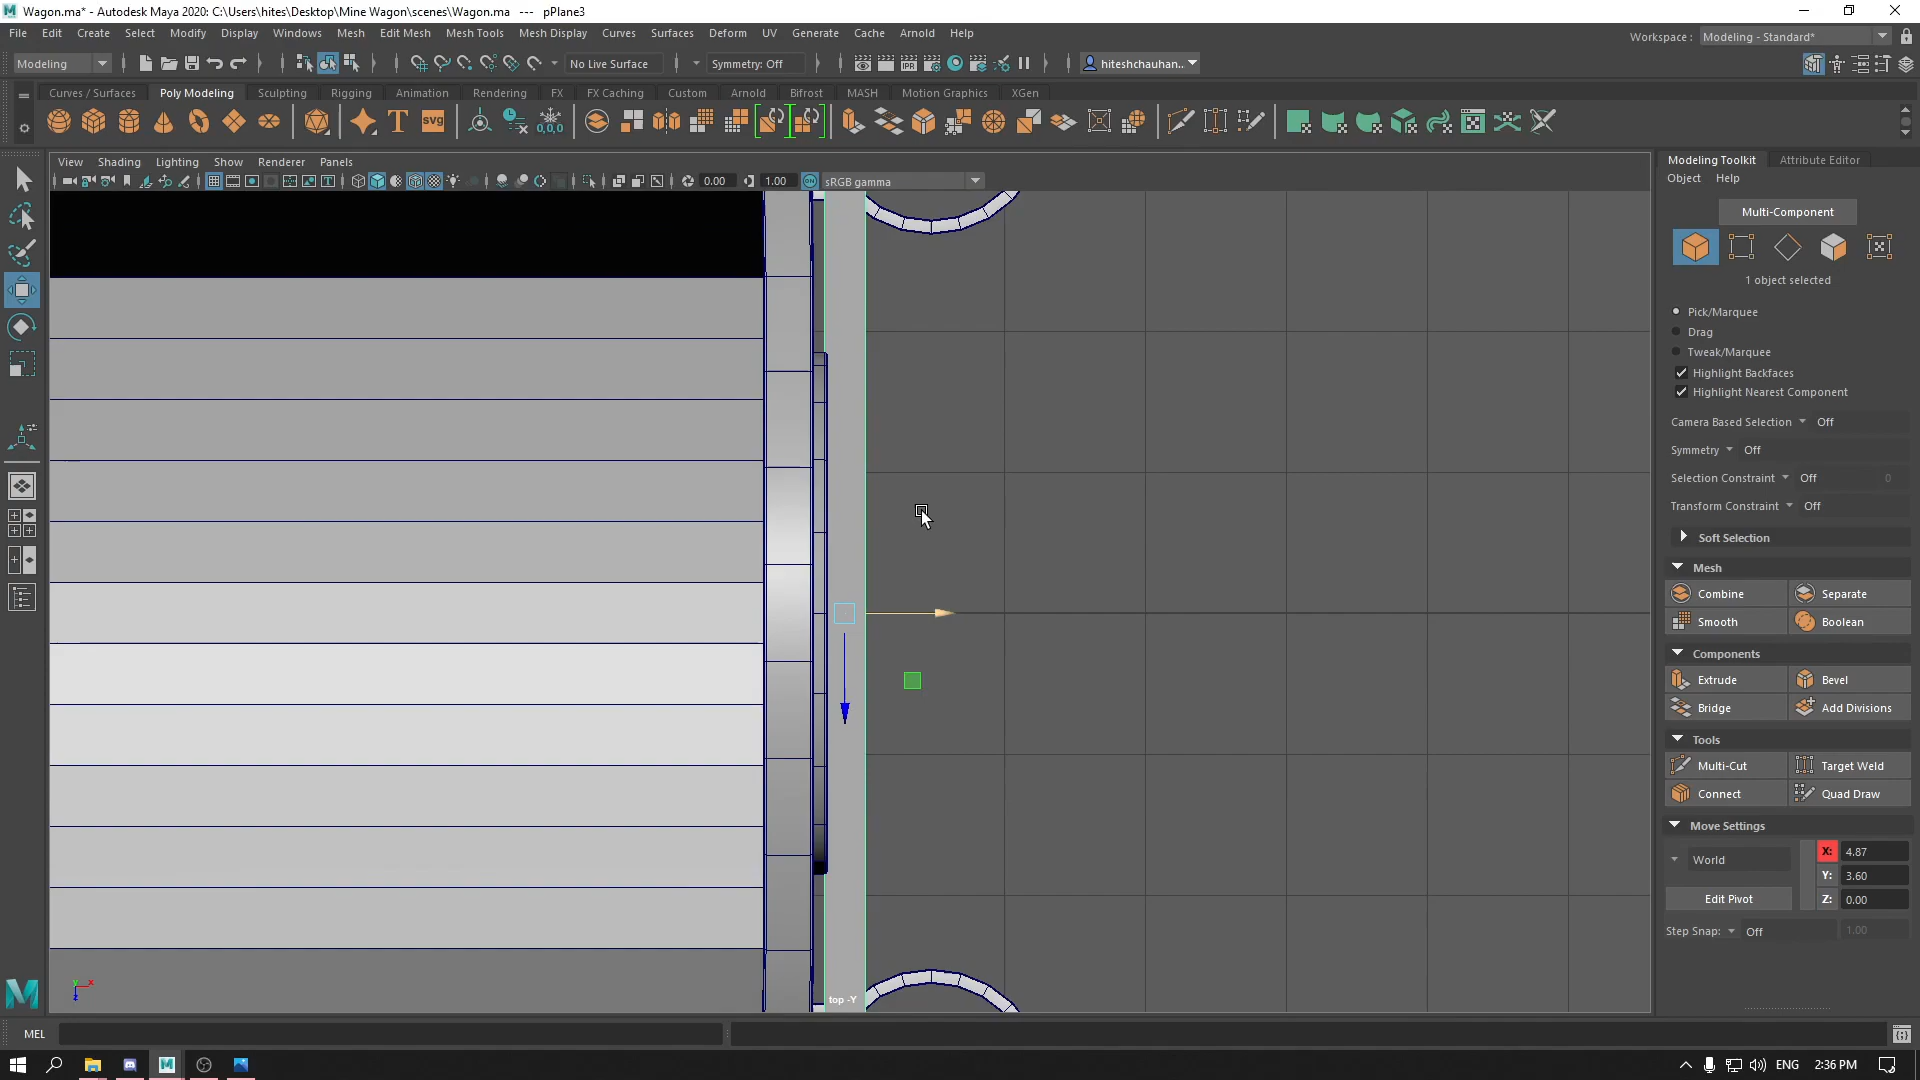 Wagon.ma* - Autodesk Maya 2020: C:\Users\hites\Desktop\Mine Wagon\scenes\Wagon.ma --- pPlane3
File Edit Create Select Modify Display Windows Mesh Edit Mesh Mesh Tools Mesh Display Curves Surfaces Deform UV Generate Cache Arnold Help
Workspace : Modeling - Standard*
Modeling No Live Surface Symmetry: Off hiteshchauhan...
Curves / Surfaces Poly Modeling Sculpting Rigging Animation Rendering FX FX Caching Custom Arnold Bifrost MASH Motion Graphics XGen
T svg 0,0,0
View Shading Lighting Show Renderer Panels
Modeling Toolkit Attribute Editor
0.00 1.00 ON sRGB gamma
Object Help
Multi-Component
1 object selected
Pick/Marquee
Drag
Tweak/Marquee
Highlight Backfaces
Highlight Nearest Component
Camera Based Selection Off
Symmetry Off
Selection Constraint Off 0
Transform Constraint Off
Soft Selection
Mesh
Combine Separate
Smooth Boolean
Components
Extrude Bevel
Bridge Add Divisions
Tools
Multi-Cut Target Weld
Connect Quad Draw
Move Settings
World X: 4.87
Y: 3.60
Edit Pivot Z: 0.00
Step Snap: Off 1.00
y x
z
top -Y
MEL
ENG 2:36 PM